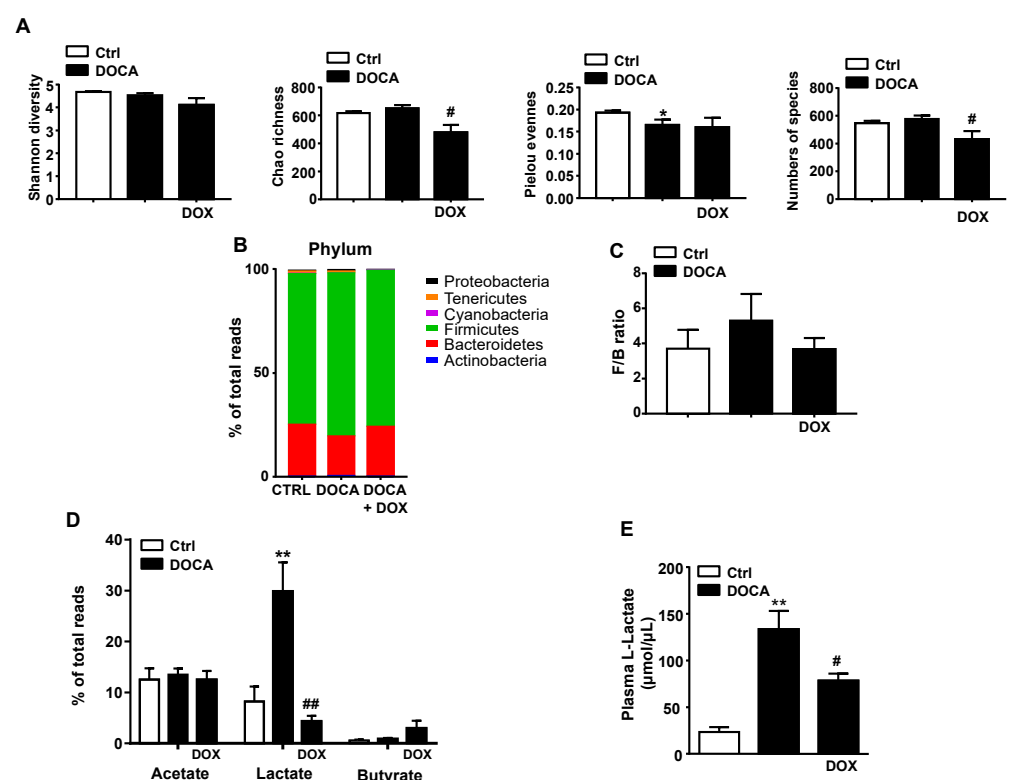 A
Ctrl
DOCA
Shannon diversity
5
4
3
2
1
0
DOX
Ctrl
DOCA
Chao richness
800
600
400
200
0
#
DOX
Ctrl
DOCA
Pielou evennes
0.25
0.20
0.15
0.10
0.05
0.00
*
DOX
Ctrl
DOCA
Numbers of species
800
600
400
200
0
#
DOX
B
Phylum
% of total reads
100
50
0
CTRL DOCA DOCA
+ DOX
Proteobacteria
Tenericutes
Cyanobacteria
Firmicutes
Bacteroidetes
Actinobacteria
C
Ctrl
DOCA
F/B ratio
8
6
4
2
0
DOX
D
Ctrl
DOCA
% of total reads
40
30
20
10
0
**
##
DOX DOX DOX
Acetate Lactate Butyrate
E
Ctrl
DOCA
Plasma L-Lactate
(μmol/μL)
200
150
100
50
0
**
#
DOX